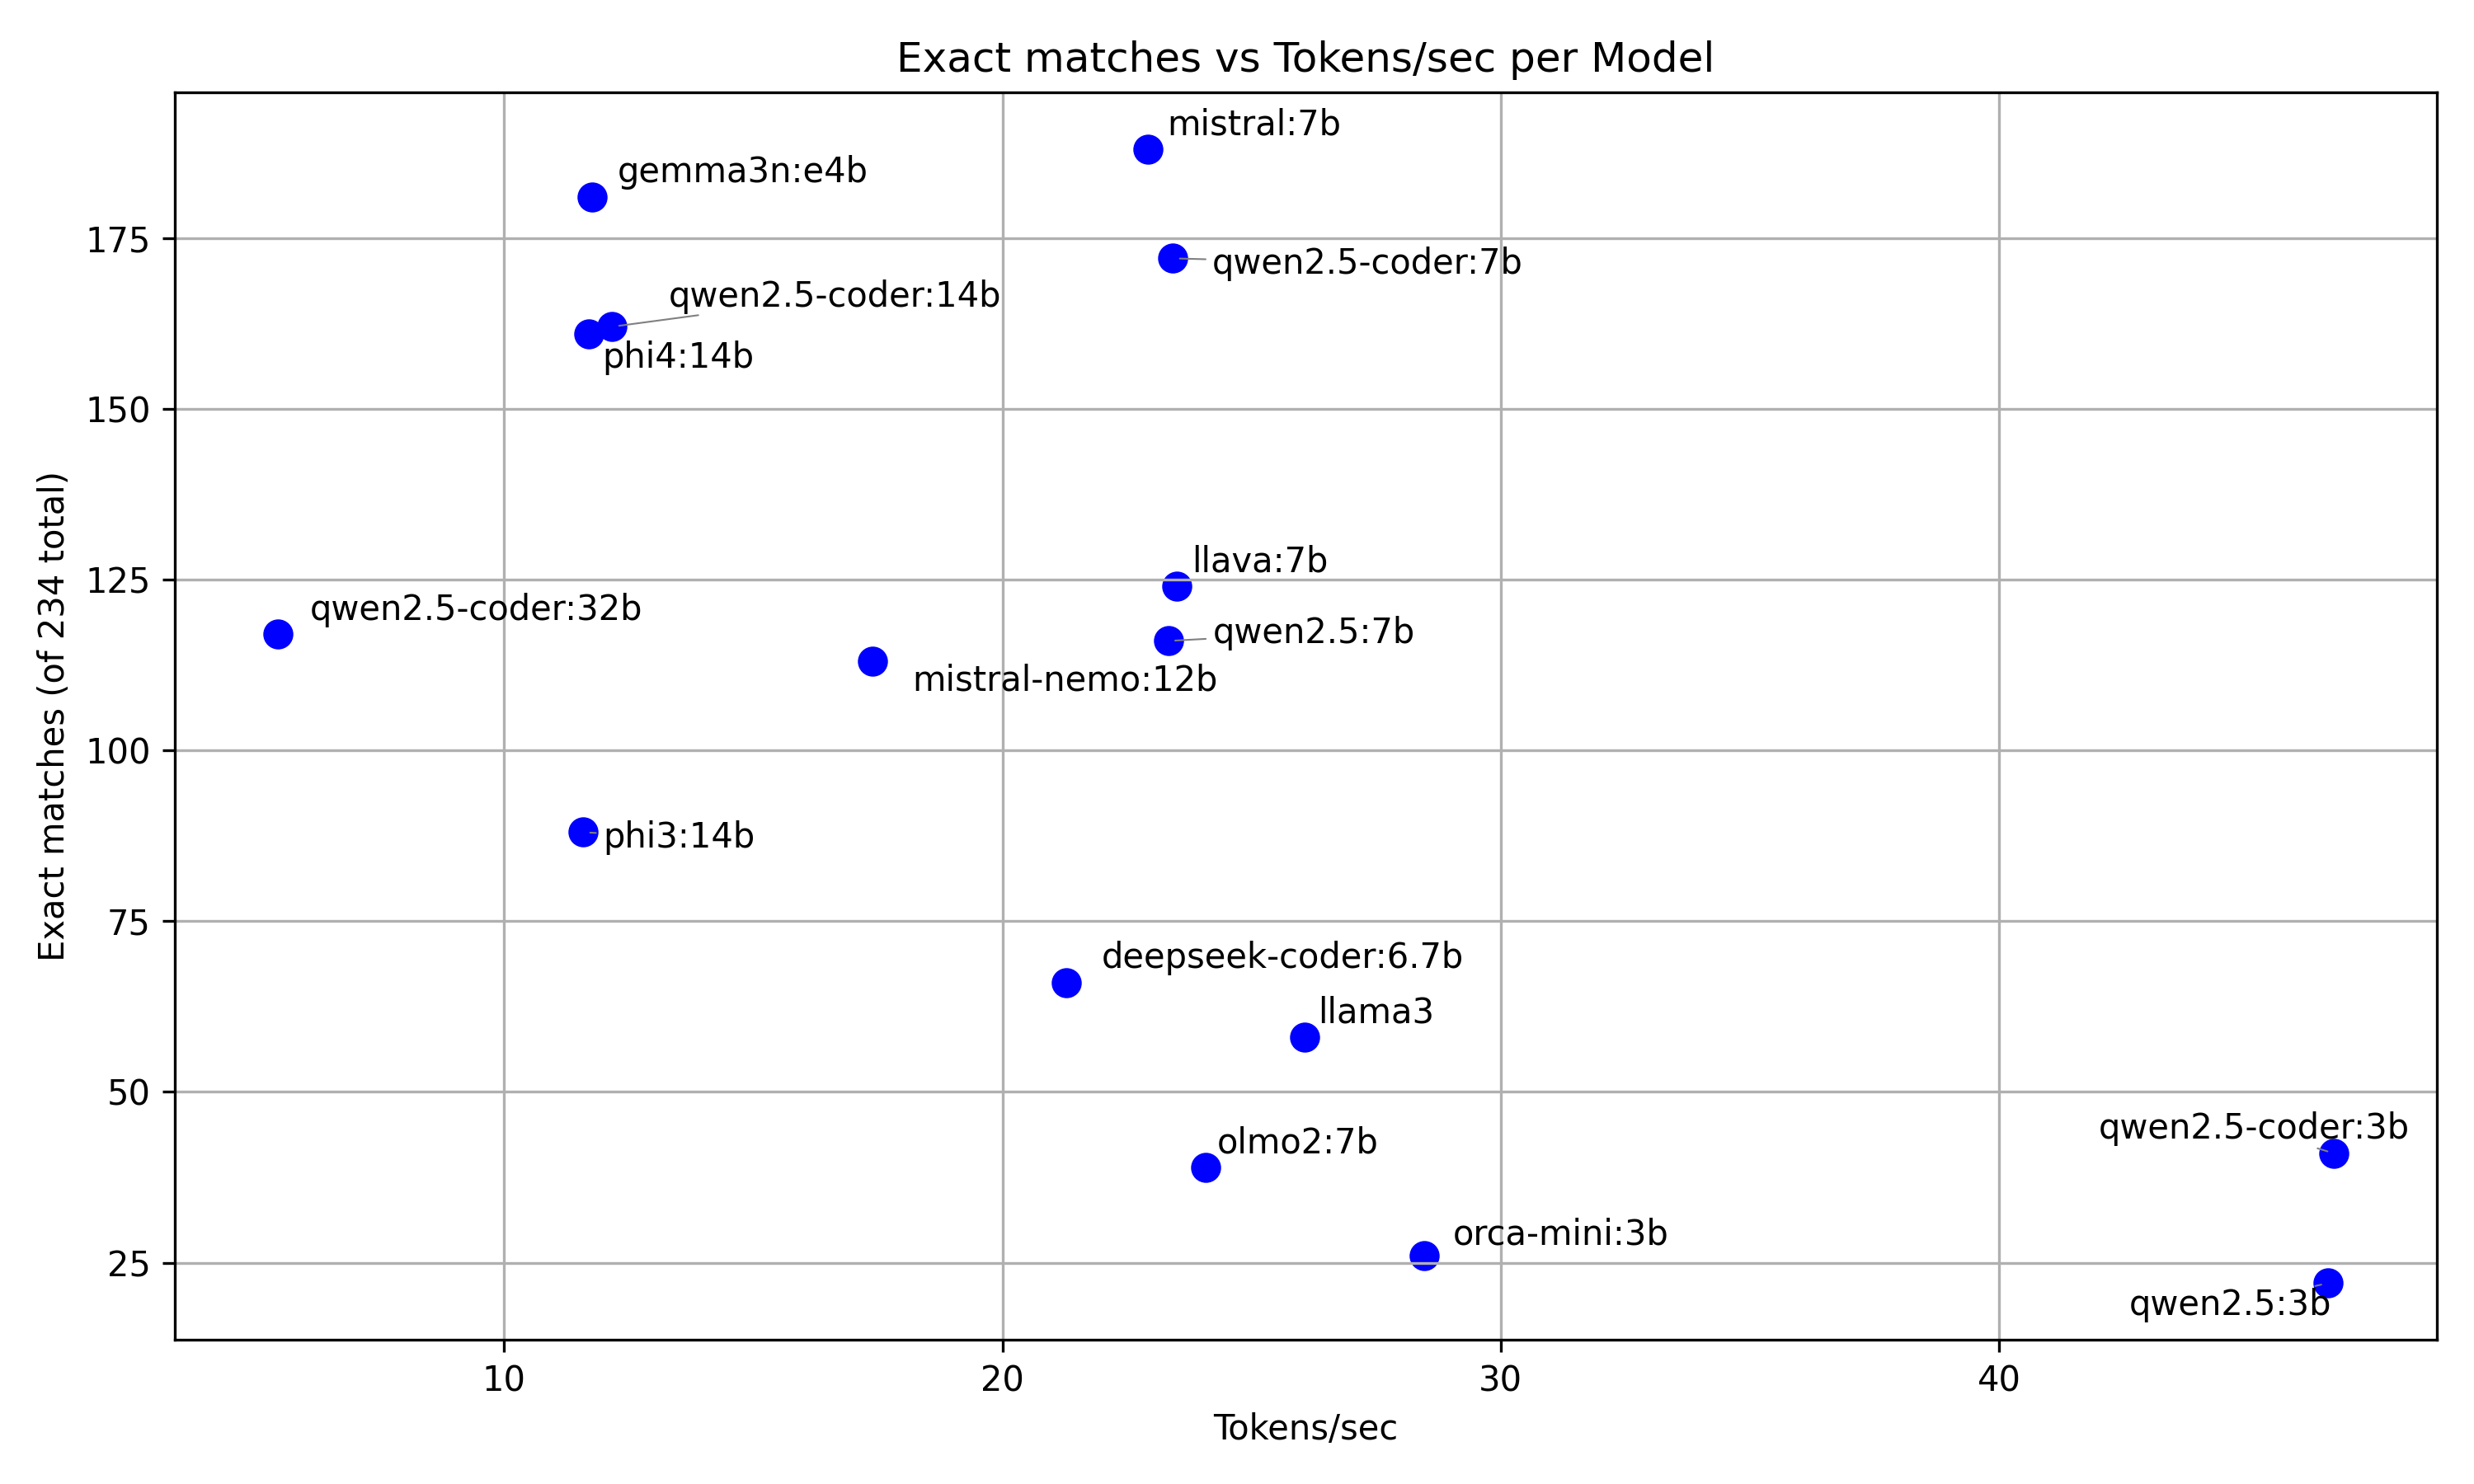 Exact matches vs Tokens/sec per Model
mistral:7b
gemma3n:e4b
175
qwen2.5-coder:7b
qwen2.5-coder:14b
phi4:14b
150
llava:7b
125
qwen2.5-coder:32b
qwen2.5:7b
mistral-nemo:12b
Exact matches (of 234 total)
100
phi3:14b
75
deepseek-coder:6.7b
llama3
50
qwen2.5-coder:3b
olmo2:7b
orca-mini:3b
25
qwen2.5:3b
10 20 30 40
Tokens/sec